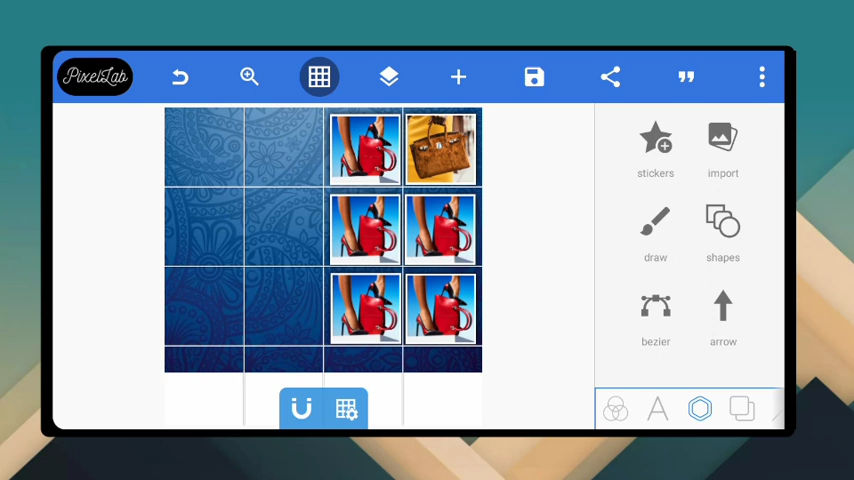 PixelLab
stickers
import
draw
shapes
bezier
arrow